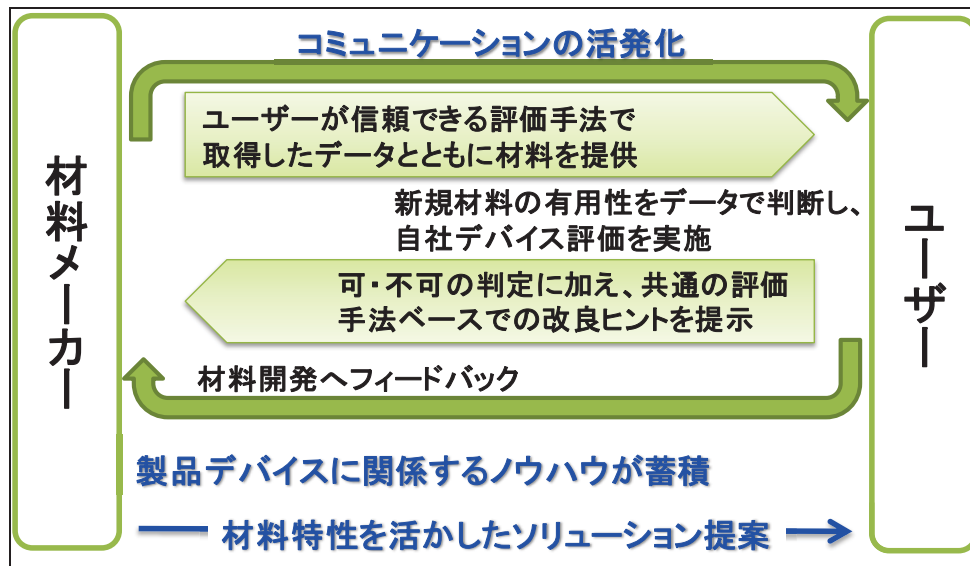 コミュニケーションの活発化
材料メーカー
ユーザーが信頼できる評価手法で
取得したデータとともに材料を提供
新規材料の有用性をデータで判断し、
自社デバイス評価を実施
可・不可の判定に加え、共通の評価
手法ベースでの改良ヒントを提示
材料開発へフィードバック
ユーザー
製品デバイスに関係するノウハウが蓄積
材料特性を活かしたソリューション提案